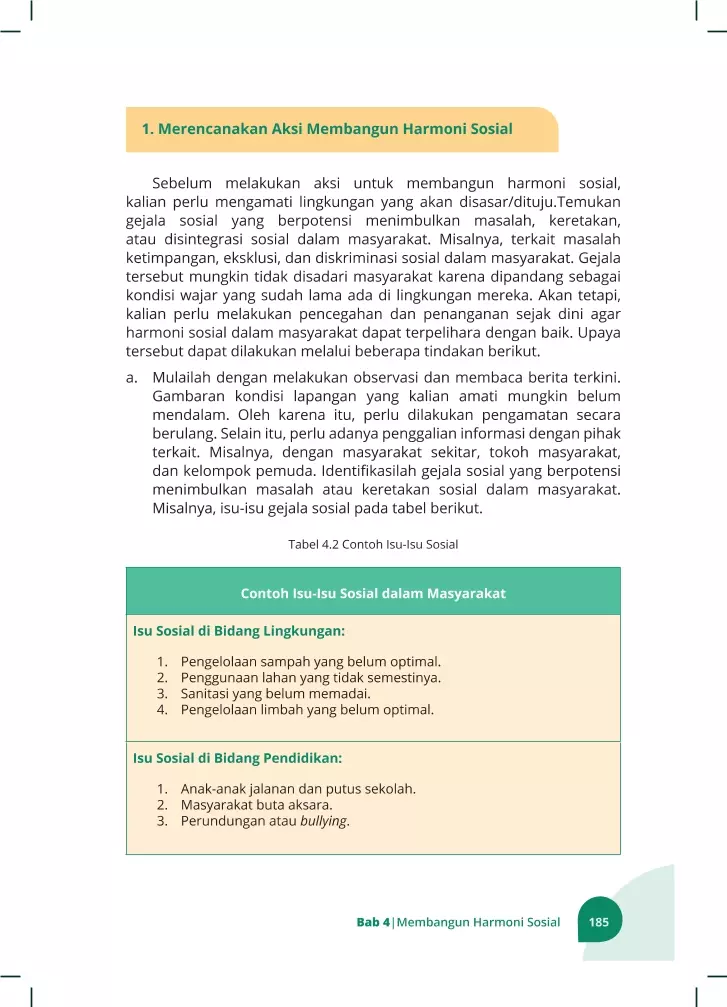 1. Merencanakan Aksi Membangun Harmoni Sosial
Sebelum melakukan aksi untuk membangun harmoni sosial,
kalian perlu mengamati lingkungan yang akan disasar/dituju.Temukan
gejala sosial yang berpotensi menimbulkan masalah, keretakan,
atau disintegrasi sosial dalam masyarakat. Misalnya, terkait masalah
ketimpangan, eksklusi, dan diskriminasi sosial dalam masyarakat. Gejala
tersebut mungkin tidak disadari masyarakat karena dipandang sebagai
kondisi wajar yang sudah lama ada di lingkungan mereka. Akan tetapi,
kalian perlu melakukan pencegahan dan penanganan sejak dini agar
harmoni sosial dalam masyarakat dapat terpelihara dengan baik. Upaya
tersebut dapat dilakukan melalui beberapa tindakan berikut.
a. Mulailah dengan melakukan observasi dan membaca berita terkini.
Gambaran kondisi lapangan yang kalian amati mungkin belum
mendalam. Oleh karena itu, perlu dilakukan pengamatan secara
berulang. Selain itu, perlu adanya penggalian informasi dengan pihak
terkait. Misalnya, dengan masyarakat sekitar, tokoh masyarakat,
dan kelompok pemuda. Identifikasilah gejala sosial yang berpotensi
menimbulkan masalah atau keretakan sosial dalam masyarakat.
Misalnya, isu-isu gejala sosial pada tabel berikut.
Tabel 4.2 Contoh Isu-Isu Sosial
Contoh Isu-Isu Sosial dalam Masyarakat
Isu Sosial di Bidang Lingkungan:
1. Pengelolaan sampah yang belum optimal.
2. Penggunaan lahan yang tidak semestinya.
3. Sanitasi yang belum memadai.
4. Pengelolaan limbah yang belum optimal.
Isu Sosial di Bidang Pendidikan:
1. Anak-anak jalanan dan putus sekolah.
2. Masyarakat buta aksara.
3. Perundungan atau bullying.
Bab 4|Membangun Harmoni Sosial 185